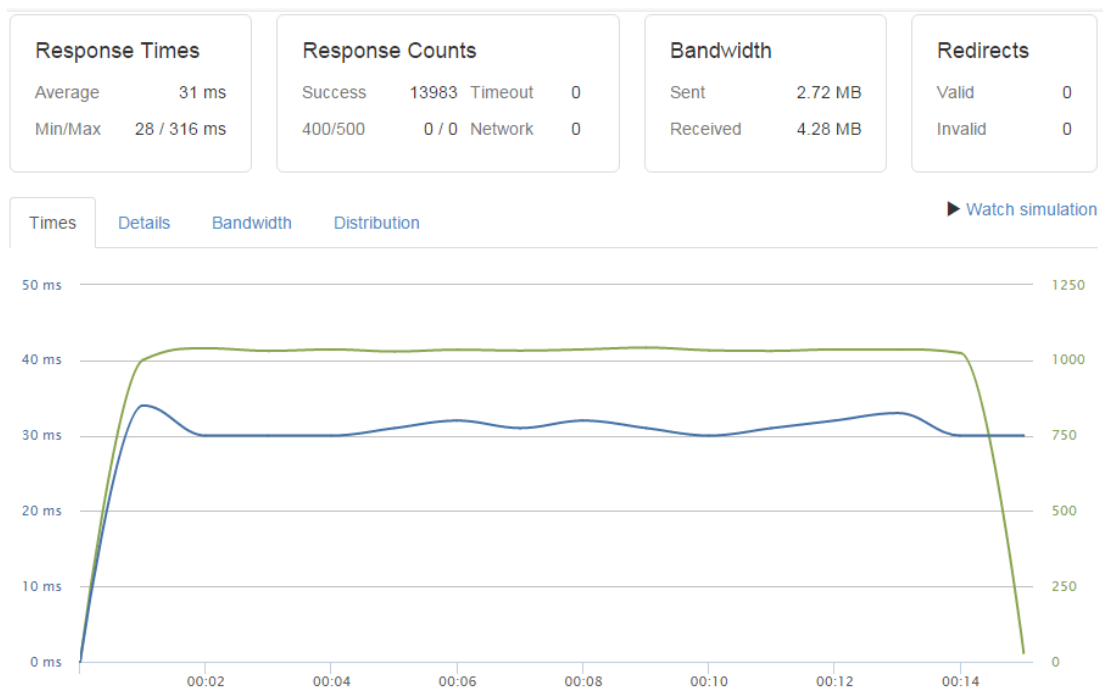 Response Times
Average 31 ms
Min/Max 28 / 316 ms
Response Counts
Success 13983 Timeout 0
400/500 0 / 0 Network 0
Bandwidth
Sent 2.72 MB
Received 4.28 MB
Redirects
Valid 0
Invalid 0
Times Details Bandwidth Distribution
Watch simulation
50 ms 1250
40 ms 1000
30 ms 750
20 ms 500
10 ms 250
0 ms 0
00:02 00:04 00:06 00:08 00:10 00:12 00:14